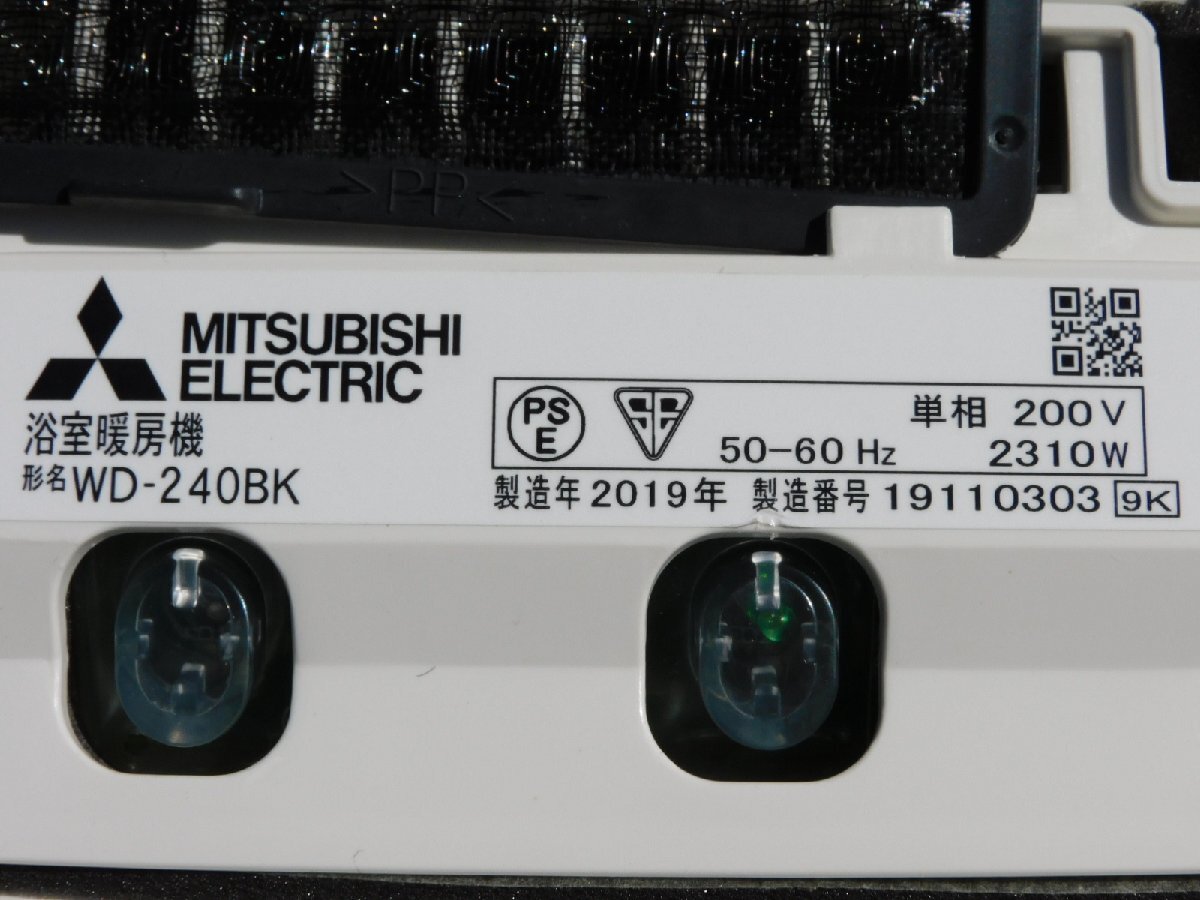 >PP<
MITSUBISHI
ELECTRIC
浴室暖房機
形名 WD-240BK
PS
E
単相 200V
50-60 Hz 2310W
製造年 2019年 製造番号 19110303 9K